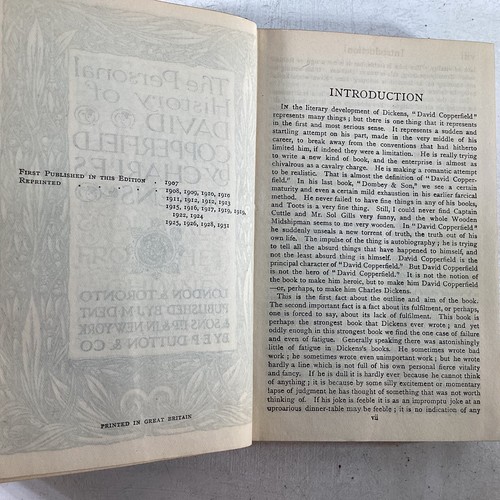 FIRST PUBLISHED IN THIS EDITION . 1907
REPRINTED . . . . . 1908, 1909, 1910, 1910
1911, 1912, 1912, 1913
1915, 1916, 1917, 1919, 1919,
1922, 1924
1925, 1926, 1928, 1931
PRINTED IN GREAT BRITAIN
INTRODUCTION
IN the literary development of Dickens, "David Copperfield"
represents many things; but there is one thing that it represents
in the first and most serious sense. It represents a sudden and
startling attempt on his part, made in the very middle of his
career, to break away from the conventions that had hitherto
limited him, if indeed they were a limitation. He is really trying
to write a new kind of book, and the enterprise is almost as
chivalrous as a cavalry charge. He is making a romantic attempt
to be realistic. That is almost the definition of "David Copper-
field." In his last book, "Dombey & Son," we see a certain
maturity and even a certain mild exhaustion in his earlier farcical
method. He never failed to have fine things in any of his books,
and Toots is a very fine thing. Still, I could never find Captain
Cuttle and Mr. Sol Gills very funny, and the whole Wooden
Midshipman seems to me very wooden. In "David Copperfield"
he suddenly unseals a new torrent of truth, the truth out of his
own life. The impulse of the thing is autobiography; he is trying
to tell all the absurd things that have happened to himself, and
not the least absurd thing is himself. David Copperfield is the
principal character of "David Copperfield." But David Copperfield
is not the hero of "David Copperfield." It is not the notion of
the book to make him heroic, but to make him David Copperfield
—or, perhaps, to make him Charles Dickens.
This is the first fact about the outline and aim of the book.
The second important fact is about its fulfilment, or perhaps,
one is forced to say, about its lack of fulfilment. This book is
perhaps the strongest book that Dickens ever wrote; and yet
oddly enough in this strongest book we find the one case of failure
and even of fatigue. Generally speaking there was astonishingly
little of fatigue in Dickens's books. He sometimes wrote bad
work; he sometimes wrote even unimportant work; but he wrote
hardly a line which is not full of his own personal fierce vitality
and fancy. If he is dull it is hardly ever because he cannot think
of anything; it is because by some silly excitement or momentary
lapse of judgment he has thought of something that was not worth
thinking of. If his joke is feeble it is as an impromptu joke at an
uproarious dinner-table may be feeble; it is no indication of any
vii